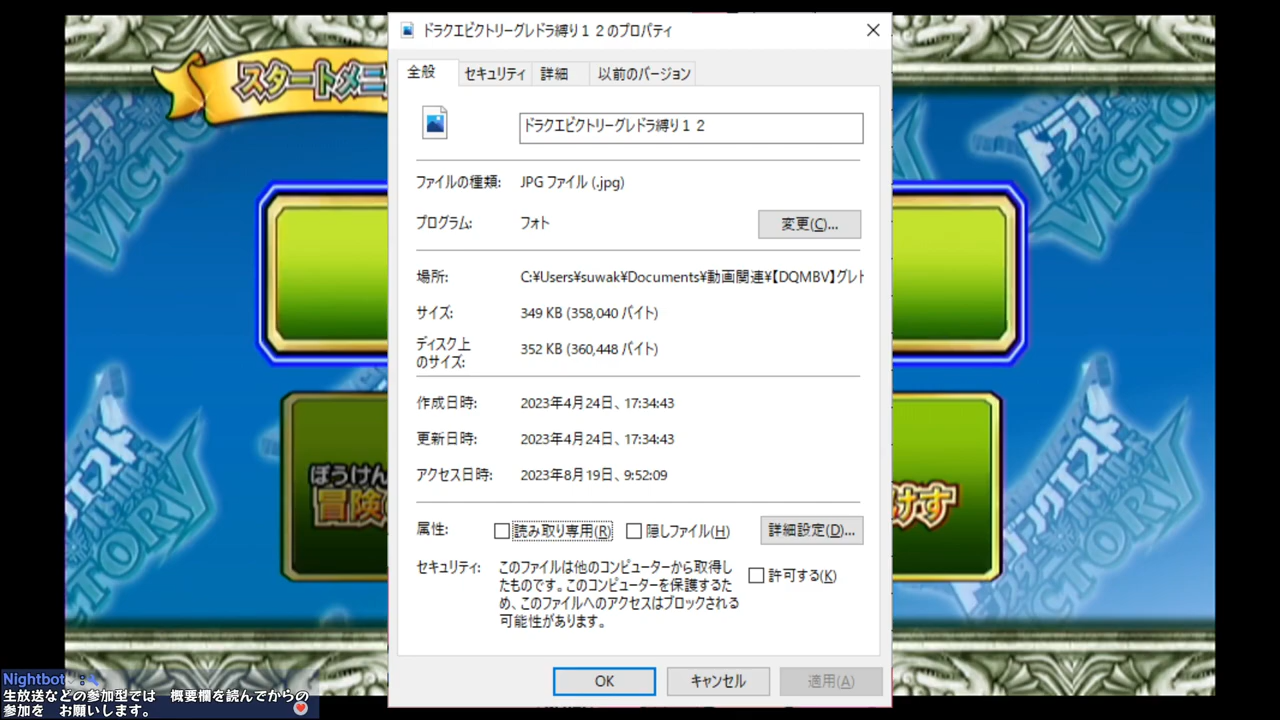 ドラクエビクトリーグレドラ縛り１２のプロパティ
全般 セキュリティ 詳細 以前のバージョン
ドラクエビクトリーグレドラ縛り１２
ファイルの種類: JPG ファイル (.jpg)
プログラム: フォト 変更(C)...
場所: C:¥Users¥suwak¥Documents¥動画関連¥【DQMBV】グレト
サイズ: 349 KB (358,040 バイト)
ディスク上
のサイズ: 352 KB (360,448 バイト)
作成日時: 2023年4月24日、17:34:43
更新日時: 2023年4月24日、17:34:43
アクセス日時: 2023年8月19日、9:52:09
属性: 読み取り専用(R) 隠しファイル(H) 詳細設定(D)...
セキュリティ: このファイルは他のコンピューターから取得し
たものです。このコンピューターを保護するた
め、このファイルへのアクセスはブロックされる
可能性があります。
許可する(K)
OK キャンセル 適用(A)
スタートメニ
ぼうけん
冒険
けす
VICTORY
Nightbot :
生放送などの参加型では 概要欄を読んでからの
参加を お願いします。